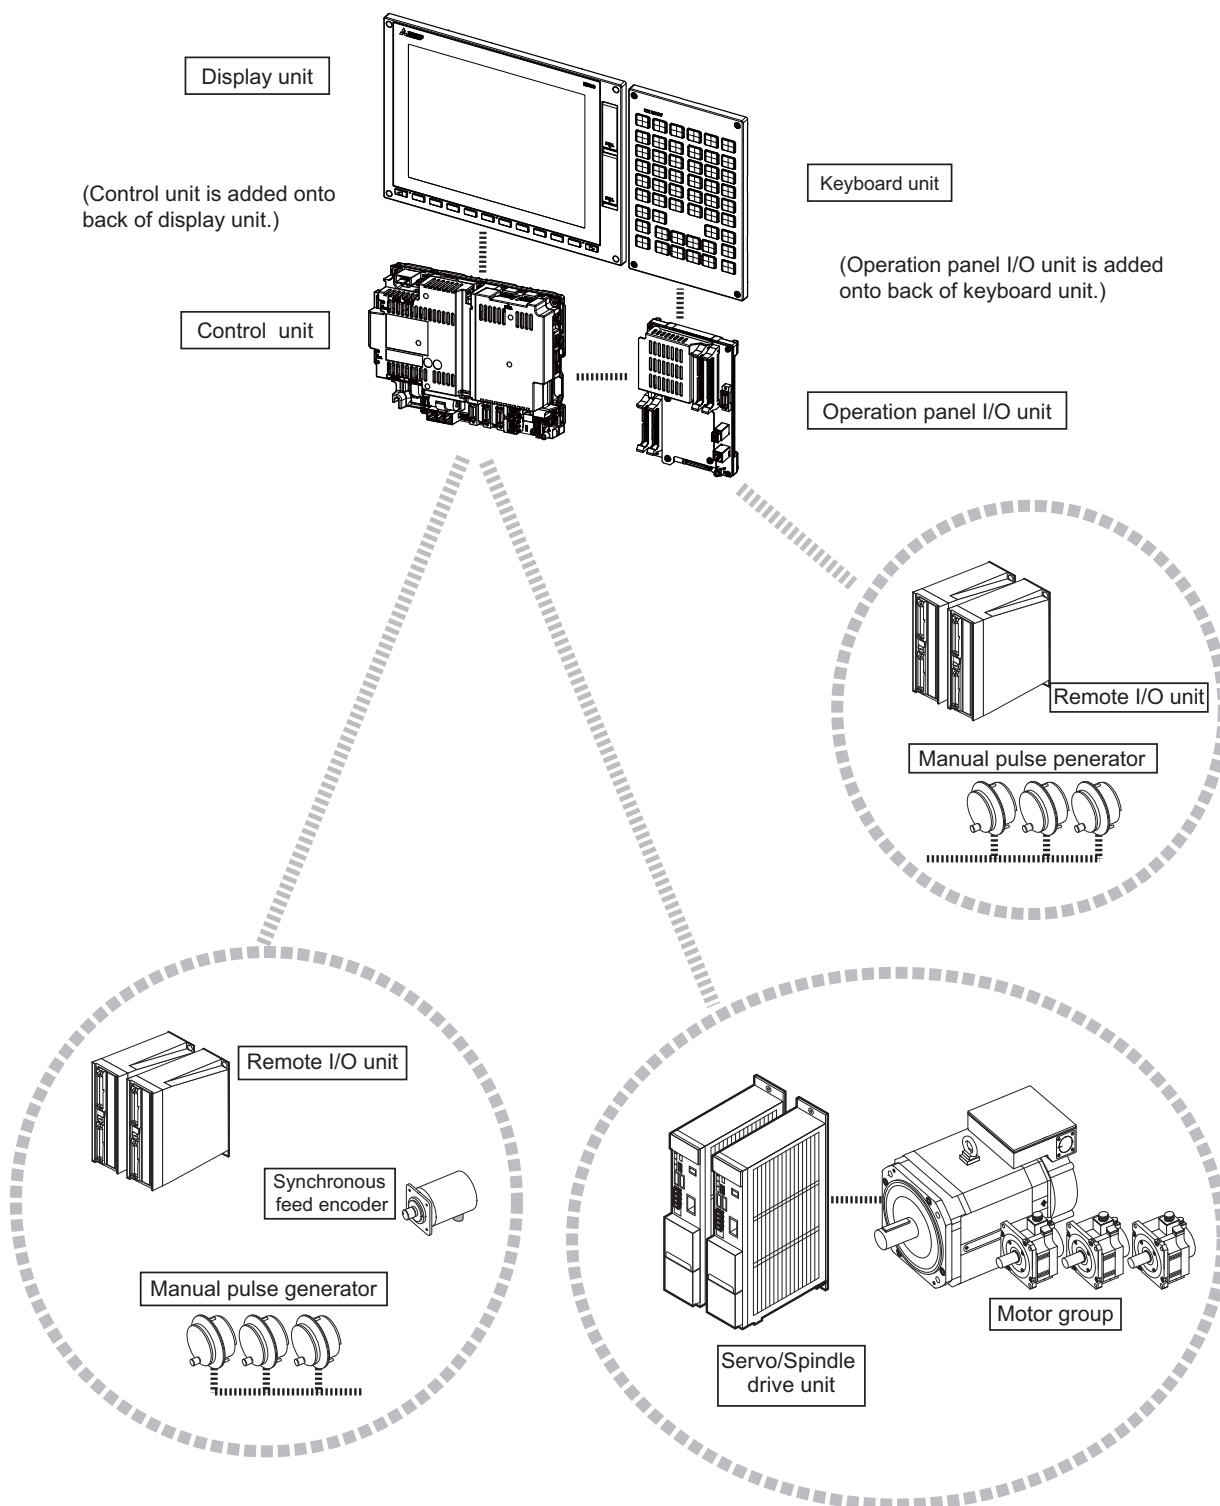 Display unit
(Control unit is added onto
back of display unit.)
Keyboard unit
(Operation panel I/O unit is added
onto back of keyboard unit.)
Control unit
Operation panel I/O unit
Remote I/O unit
Manual pulse penerator
Remote I/O unit
Synchronous
feed encoder
Manual pulse generator
Motor group
Servo/Spindle
drive unit